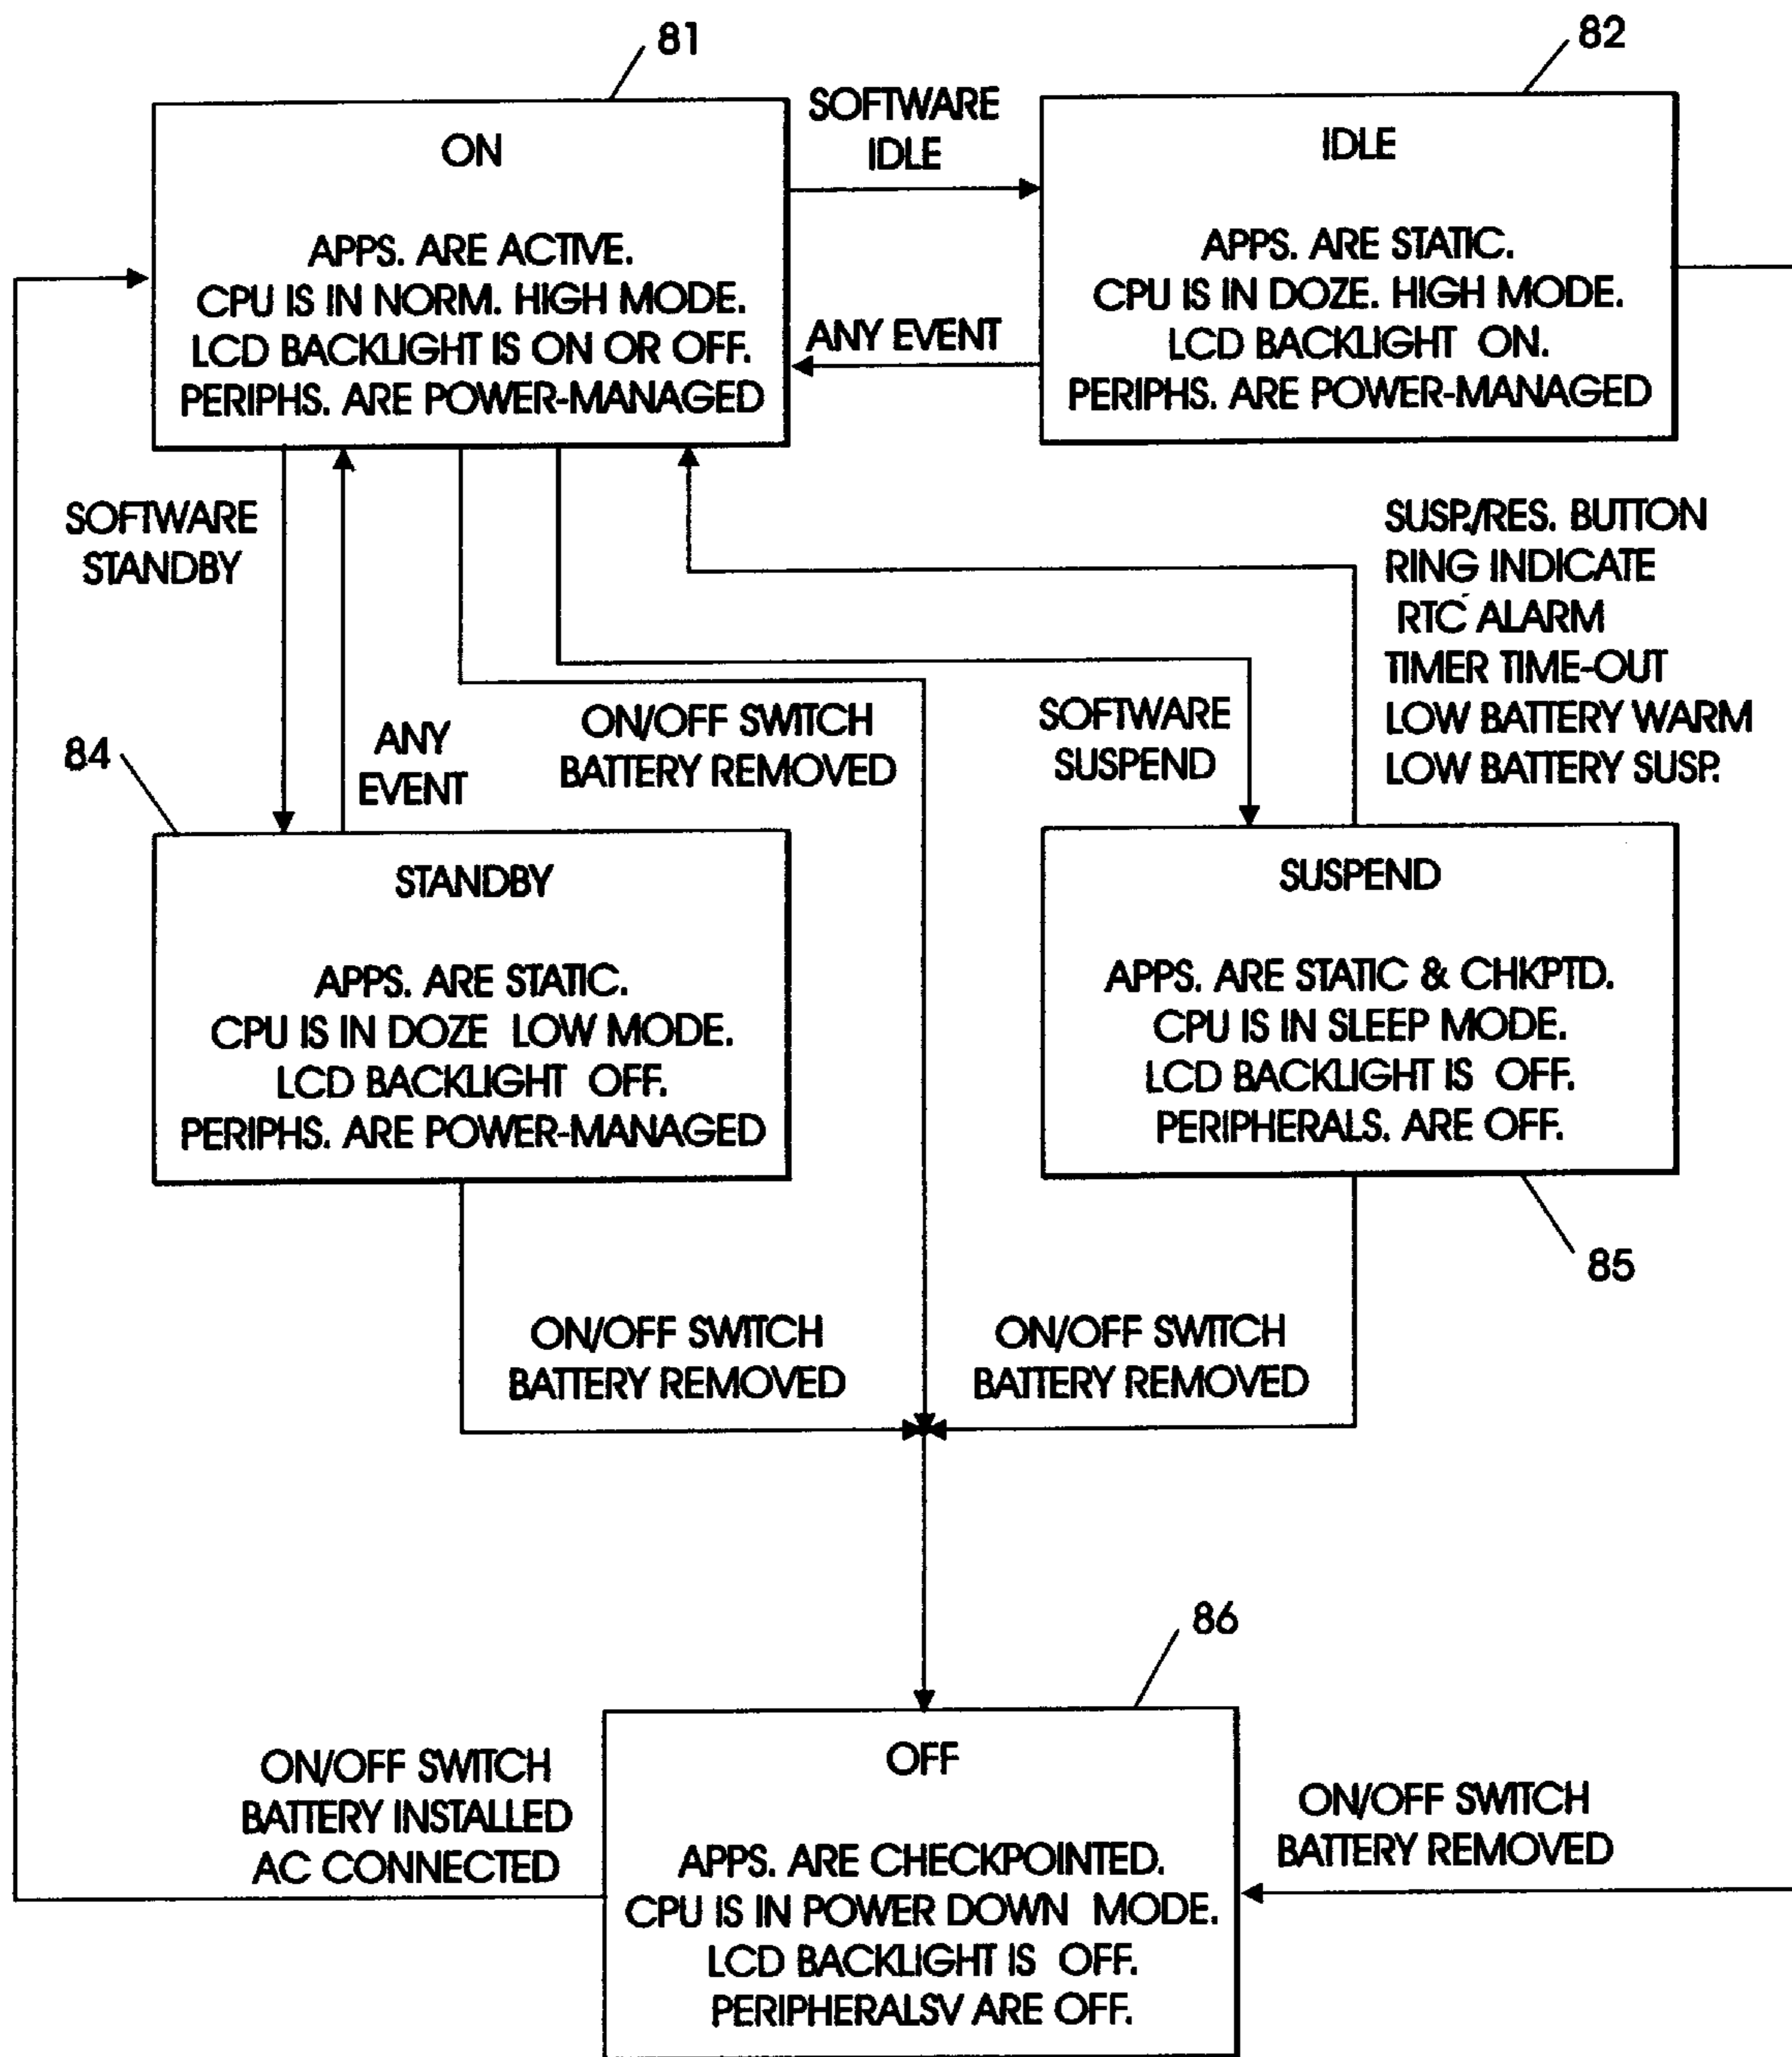 81
82
ON
APPS. ARE ACTIVE.
CPU IS IN NORM. HIGH MODE.
LCD BACKLIGHT IS ON OR OFF.
PERIPHS. ARE POWER-MANAGED
SOFTWARE
IDLE
ANY EVENT
IDLE
APPS. ARE STATIC.
CPU IS IN DOZE. HIGH MODE.
LCD BACKLIGHT ON.
PERIPHS. ARE POWER-MANAGED
SOFTWARE
STANDBY
ANY
EVENT
ON/OFF SWITCH
BATTERY REMOVED
SOFTWARE
SUSPEND
SUSP./RES. BUTTON
RING INDICATE
RTC ALARM
TIMER TIME-OUT
LOW BATTERY WARM
LOW BATTERY SUSP.
84
STANDBY
APPS. ARE STATIC.
CPU IS IN DOZE LOW MODE.
LCD BACKLIGHT OFF.
PERIPHS. ARE POWER-MANAGED
SUSPEND
APPS. ARE STATIC & CHKPTD.
CPU IS IN SLEEP MODE.
LCD BACKLIGHT IS OFF.
PERIPHERALS. ARE OFF.
85
ON/OFF SWITCH
BATTERY REMOVED
ON/OFF SWITCH
BATTERY REMOVED
86
ON/OFF SWITCH
BATTERY INSTALLED
AC CONNECTED
OFF
APPS. ARE CHECKPOINTED.
CPU IS IN POWER DOWN MODE.
LCD BACKLIGHT IS OFF.
PERIPHERALSV ARE OFF.
ON/OFF SWITCH
BATTERY REMOVED